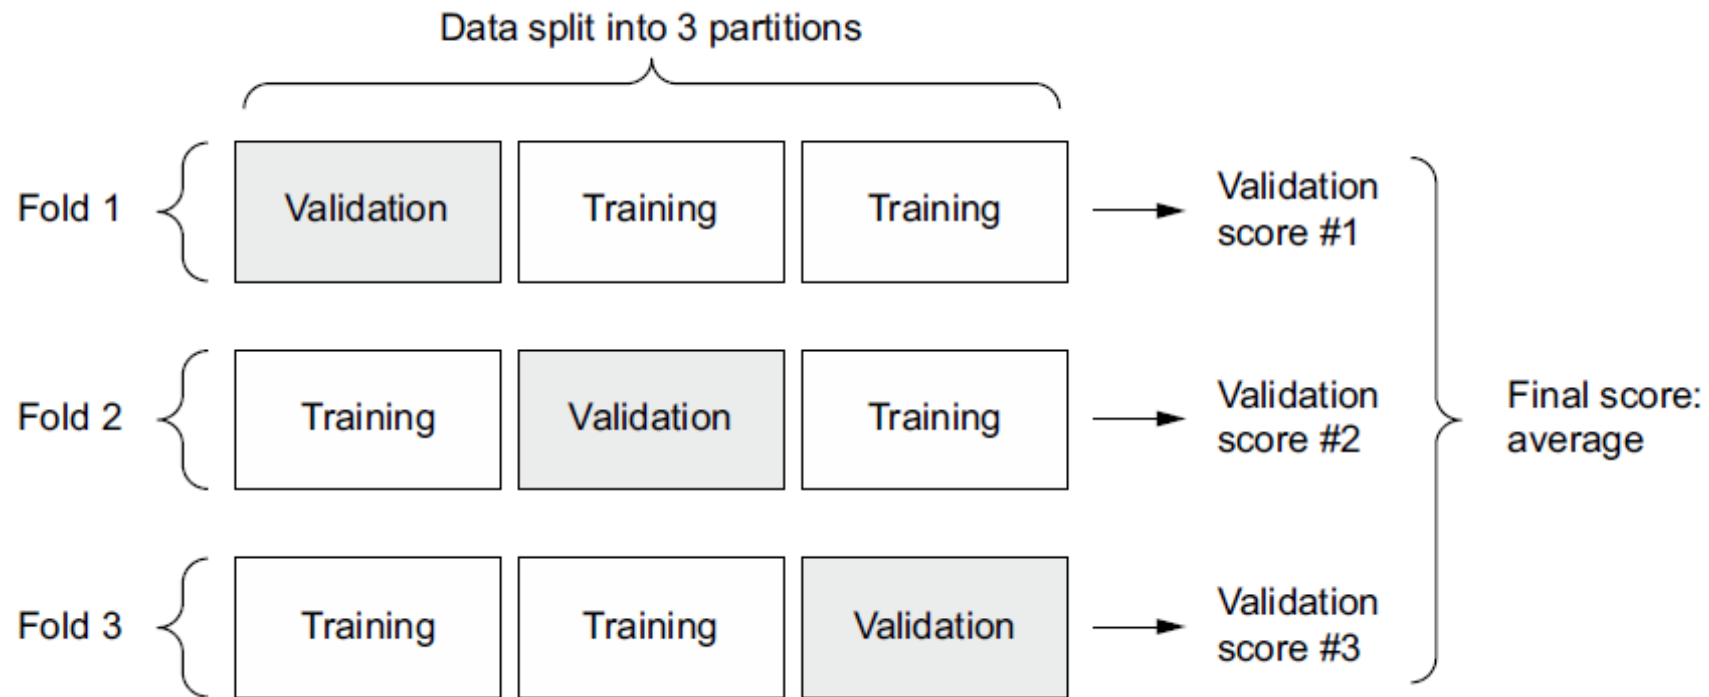 Data split into 3 partitions
Fold 1
Validation
Training
Training
Validation
score #1
Fold 2
Training
Validation
Training
Validation
score #2
Final score:
average
Fold 3
Training
Training
Validation
Validation
score #3